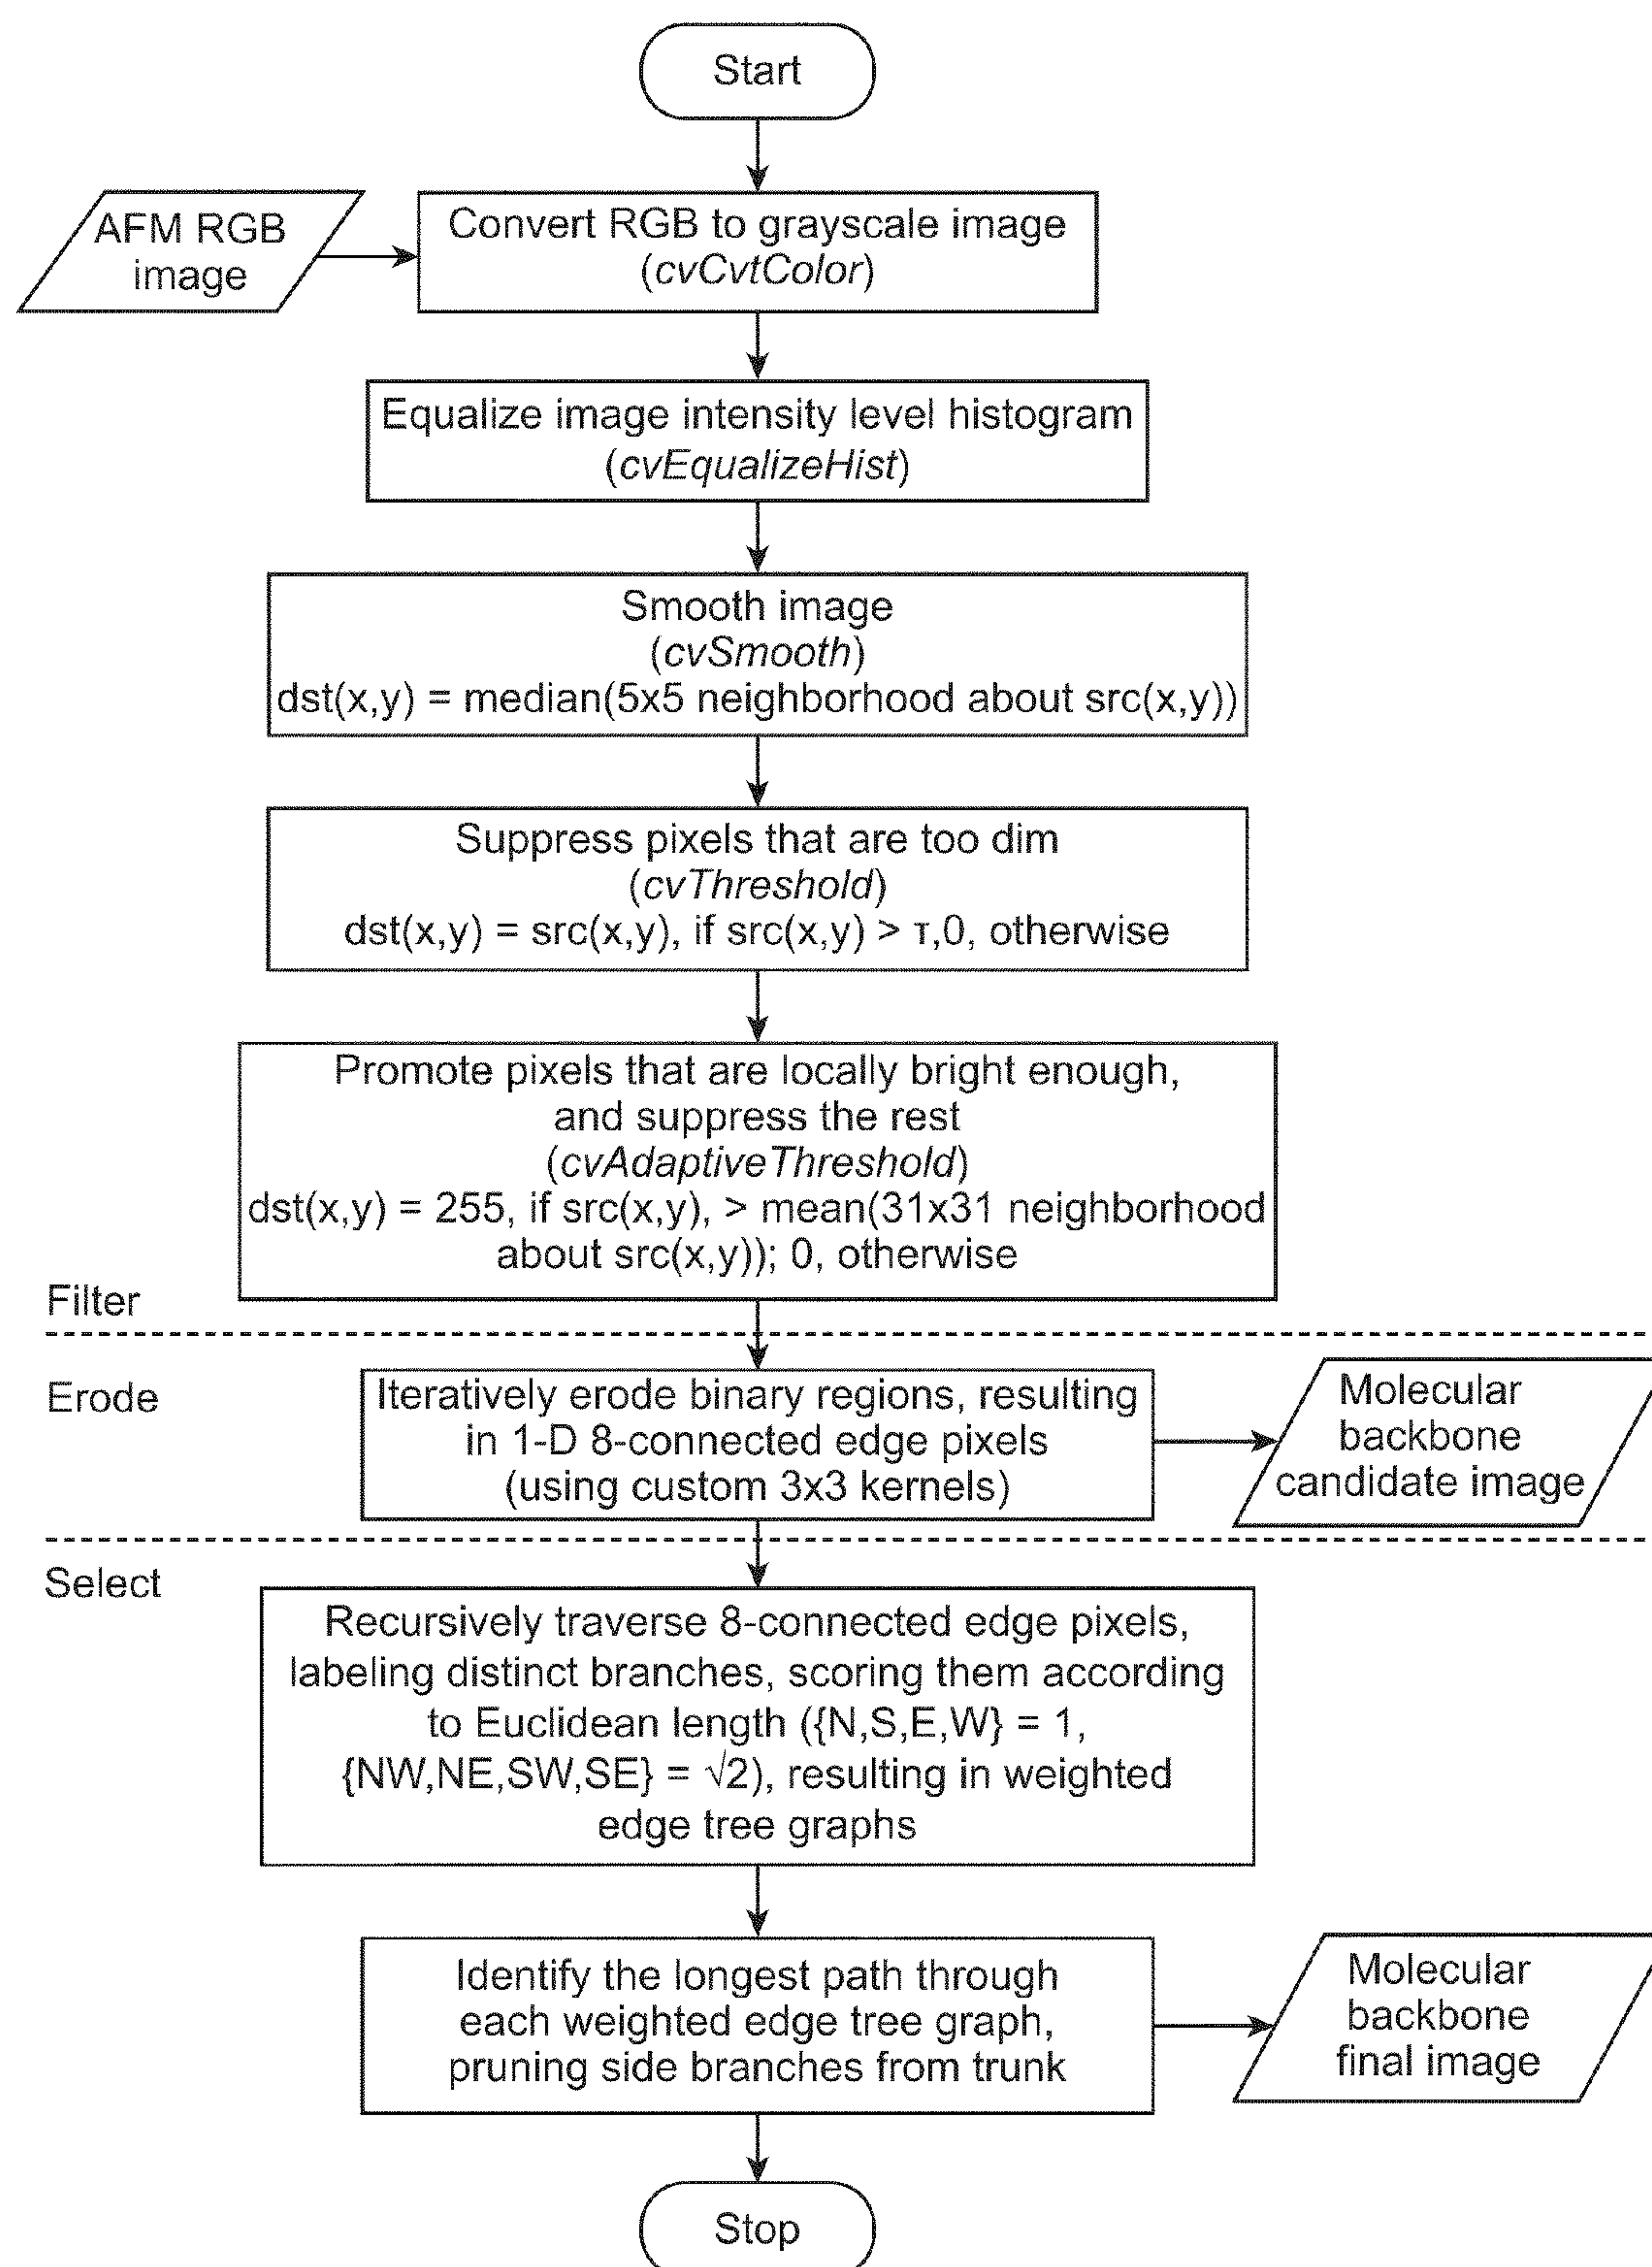 Start
AFM RGB
image
Convert RGB to grayscale image
(cvCvtColor)
Equalize image intensity level histogram
(cvEqualizeHist)
Smooth image
(cvSmooth)
dst(x,y) = median(5x5 neighborhood about src(x,y))
Suppress pixels that are too dim
(cvThreshold)
dst(x,y) = src(x,y), if src(x,y) > τ,0, otherwise
Promote pixels that are locally bright enough,
and suppress the rest
(cvAdaptiveThreshold)
dst(x,y) = 255, if src(x,y), > mean(31x31 neighborhood
about src(x,y)); 0, otherwise
Filter
Erode
Iteratively erode binary regions, resulting
in 1-D 8-connected edge pixels
(using custom 3x3 kernels)
Molecular
backbone
candidate image
Select
Recursively traverse 8-connected edge pixels,
labeling distinct branches, scoring them according
to Euclidean length ({N,S,E,W} = 1,
{NW,NE,SW,SE} = √2), resulting in weighted
edge tree graphs
Identify the longest path through
each weighted edge tree graph,
pruning side branches from trunk
Molecular
backbone
final image
Stop